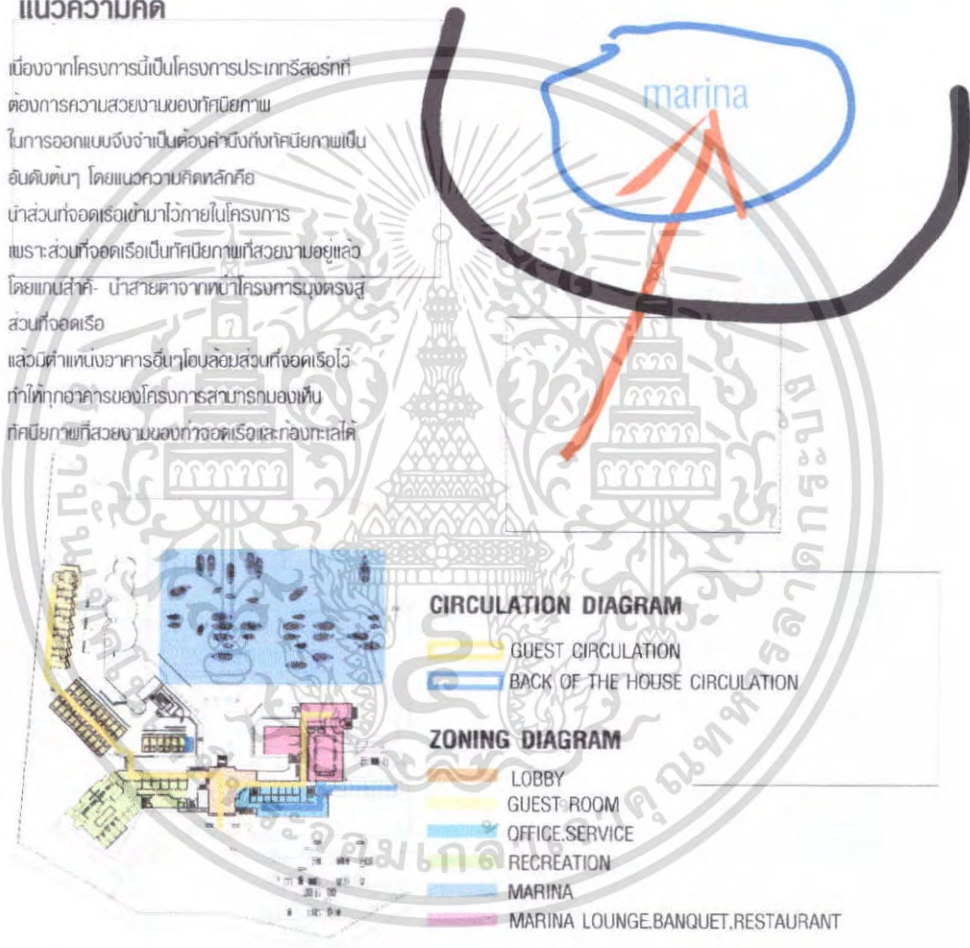 แนวความคิด
เนื่องจากโครงการนี้เป็นโครงการประเภทรีสอร์ทที่
ต้องการความสวยงามของทัศนียภาพ
ในการออกแบบจึงจำเป็นต้องคำนึงถึงทัศนียภาพเป็น
อันดับต้นๆ โดยแนวความคิดหลักคือ
นำส่วนที่จอดเรือเข้ามาไว้ภายในโครงการ
เพราะส่วนที่จอดเรือเป็นทัศนียภาพที่สวยงามอยู่แล้ว
โดยแกนสำคั- นำสายตาจากหน้าโครงการมุ่งตรงสู่
ส่วนที่จอดเรือ
แล้วมีตำแหน่งอาคารอื่นๆโอบล้อมส่วนที่จอดเรือไว้
ทำให้ทุกอาคารของโครงการสามารถมองเห็น
ทัศนียภาพที่สวยงามของท่าจอดเรือและท้องทะเลได้
marina
CIRCULATION DIAGRAM
GUEST CIRCULATION
BACK OF THE HOUSE CIRCULATION
ZONING DIAGRAM
LOBBY
GUEST ROOM
OFFICE,SERVICE
RECREATION
MARINA
MARINA LOUNGE,BANQUET,RESTAURANT